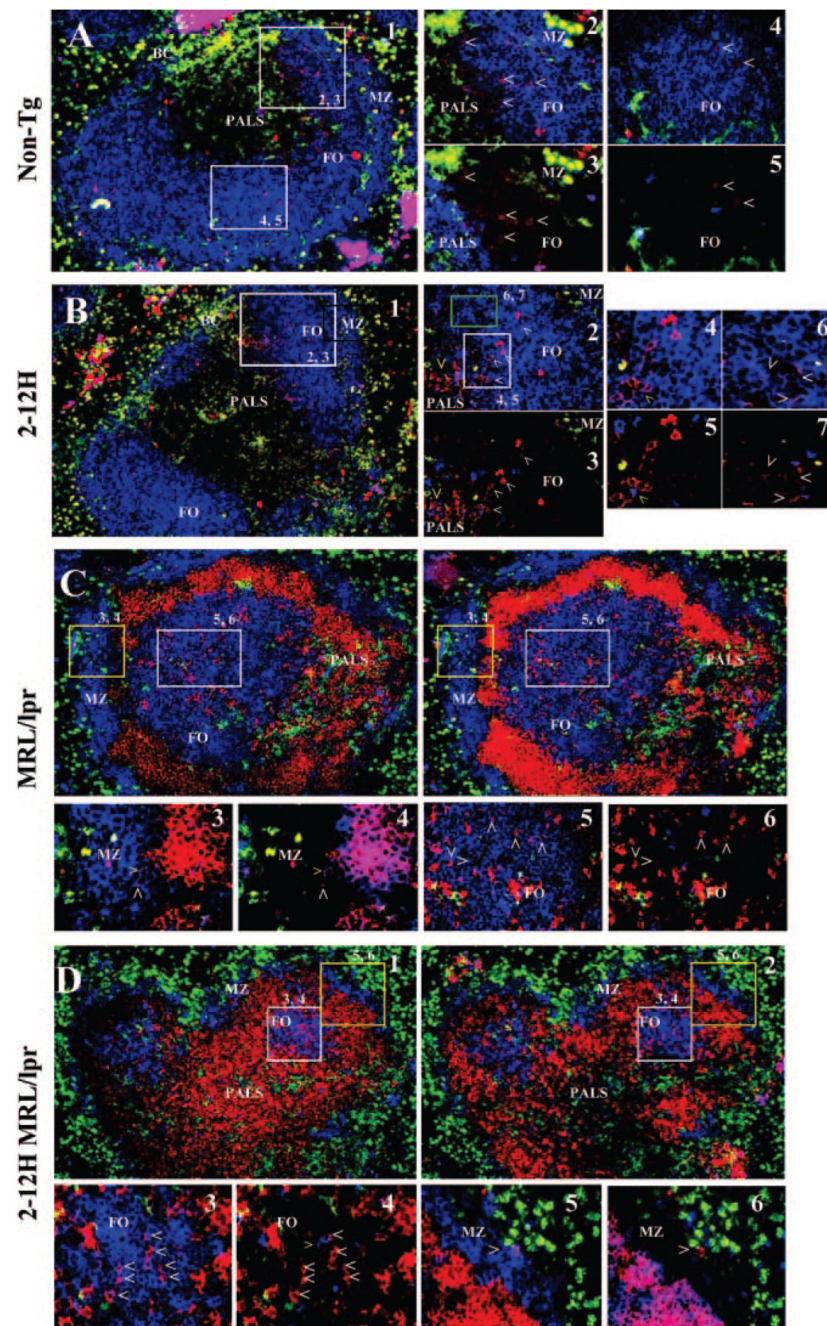 Non-Tg
A
1
BC
2, 3
MZ
PALS
FO
4, 5
2
MZ
PALS
FO
3
MZ
PALS
FO
4
FO
5
FO
2-12H
B
1
BC
FO
MZ
2, 3
PALS
FO
6, 7
MZ
2
FO
PALS
4, 5
3
MZ
FO
PALS
4
6
5
7
MRL/lpr
C
3, 4
5, 6
PALS
MZ
FO
3, 4
5, 6
PALS
MZ
FO
3
MZ
4
MZ
5
FO
6
FO
2-12H MRL/lpr
D
5, 6
1
MZ
3, 4
FO
PALS
5, 6
2
MZ
3, 4
FO
PALS
3
FO
4
FO
5
MZ
6
MZ